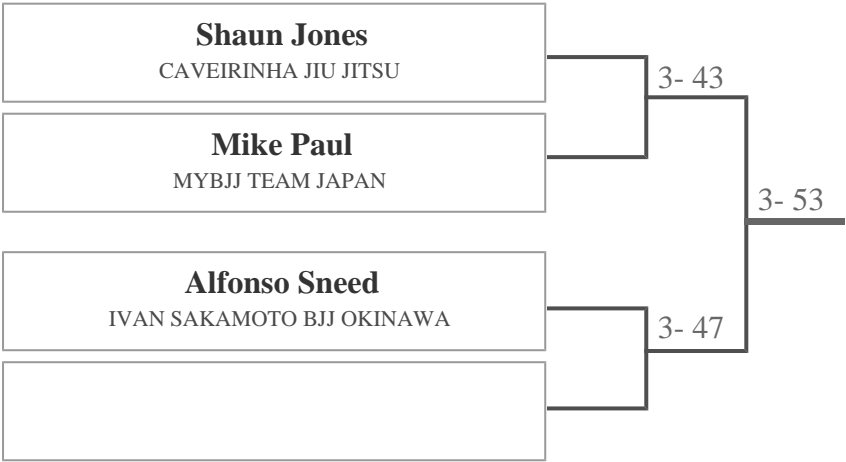 Shaun Jones
CAVEIRINHA JIU JITSU
3- 43
Mike Paul
MYBJJ TEAM JAPAN
3- 53
Alfonso Sneed
IVAN SAKAMOTO BJJ OKINAWA
3- 47